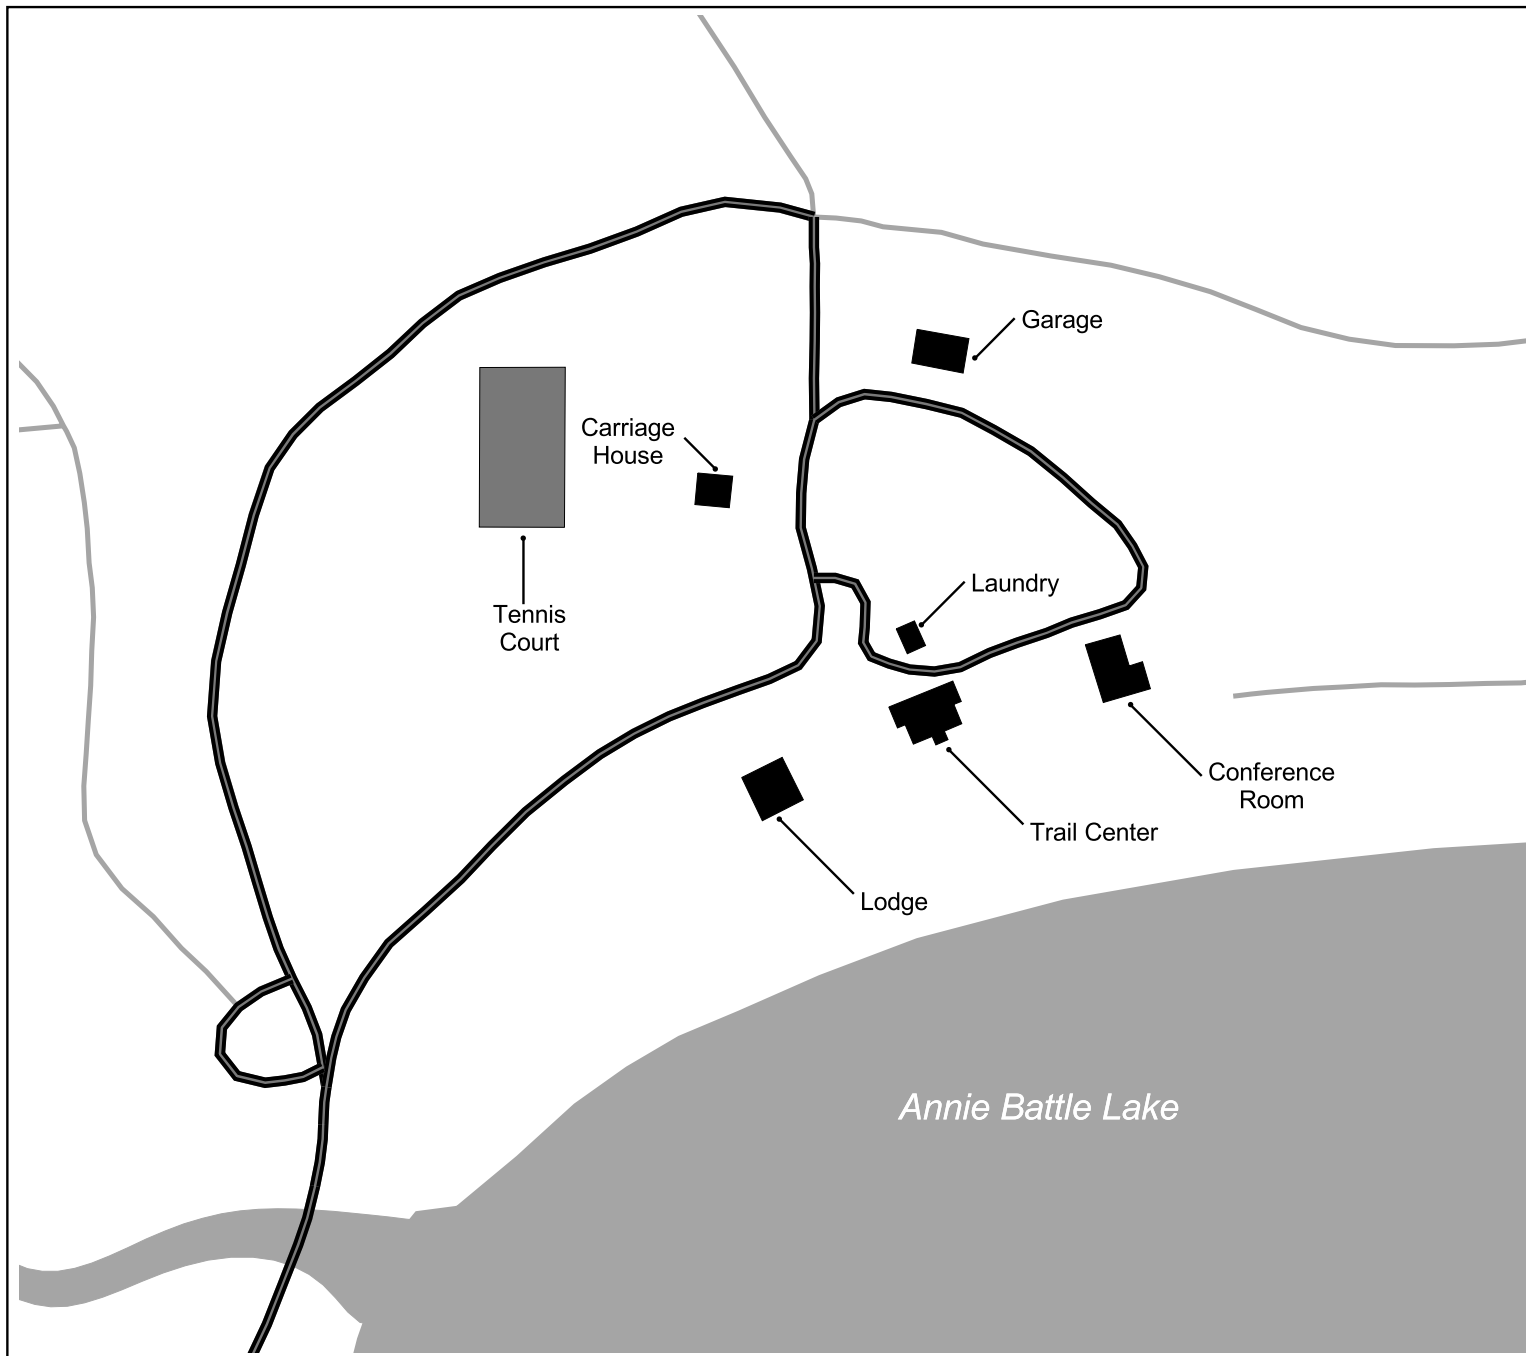 Garage
Carriage
House
Laundry
Tennis
Court
Conference
Room
Trail Center
Lodge
Annie Battle Lake